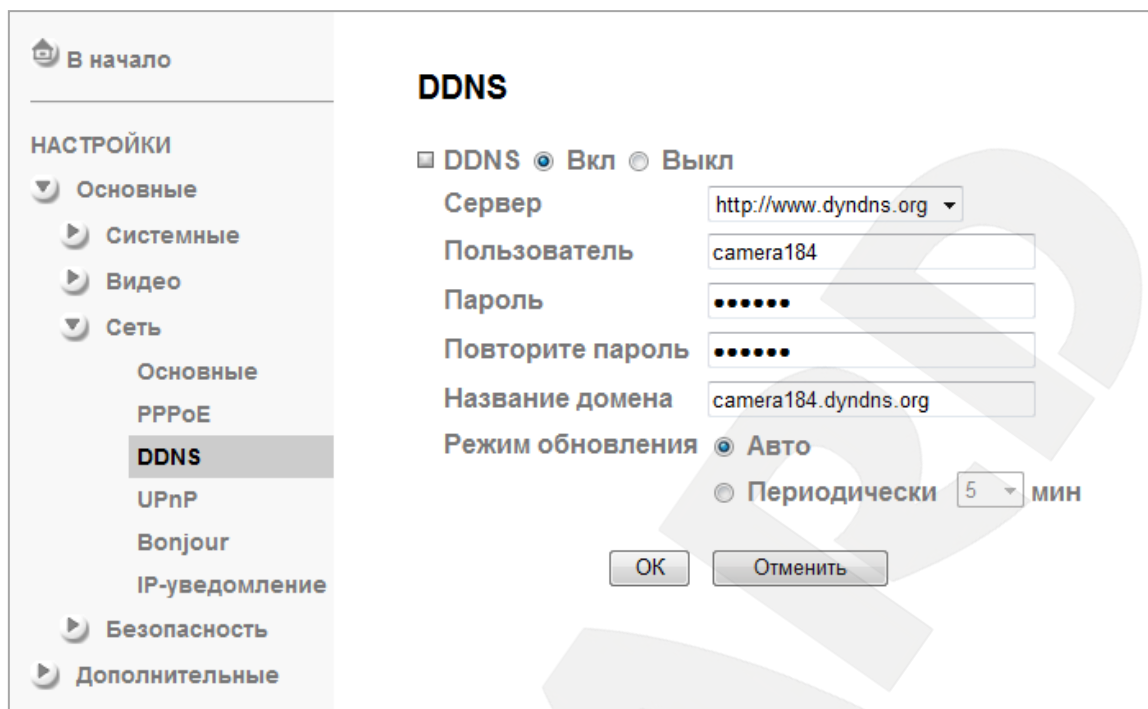 В начало
НАСТРОЙКИ
Основные
Системные
Видео
Сеть
Основные
PPPoE
DDNS
UPnP
Bonjour
IP-уведомление
Безопасность
Дополнительные
DDNS
DDNS Вкл Выкл
Сервер http://www.dyndns.org
Пользователь camera184
Пароль ••••••
Повторите пароль ••••••
Название домена camera184.dyndns.org
Режим обновления Авто
Периодически 5 мин
OK Отменить